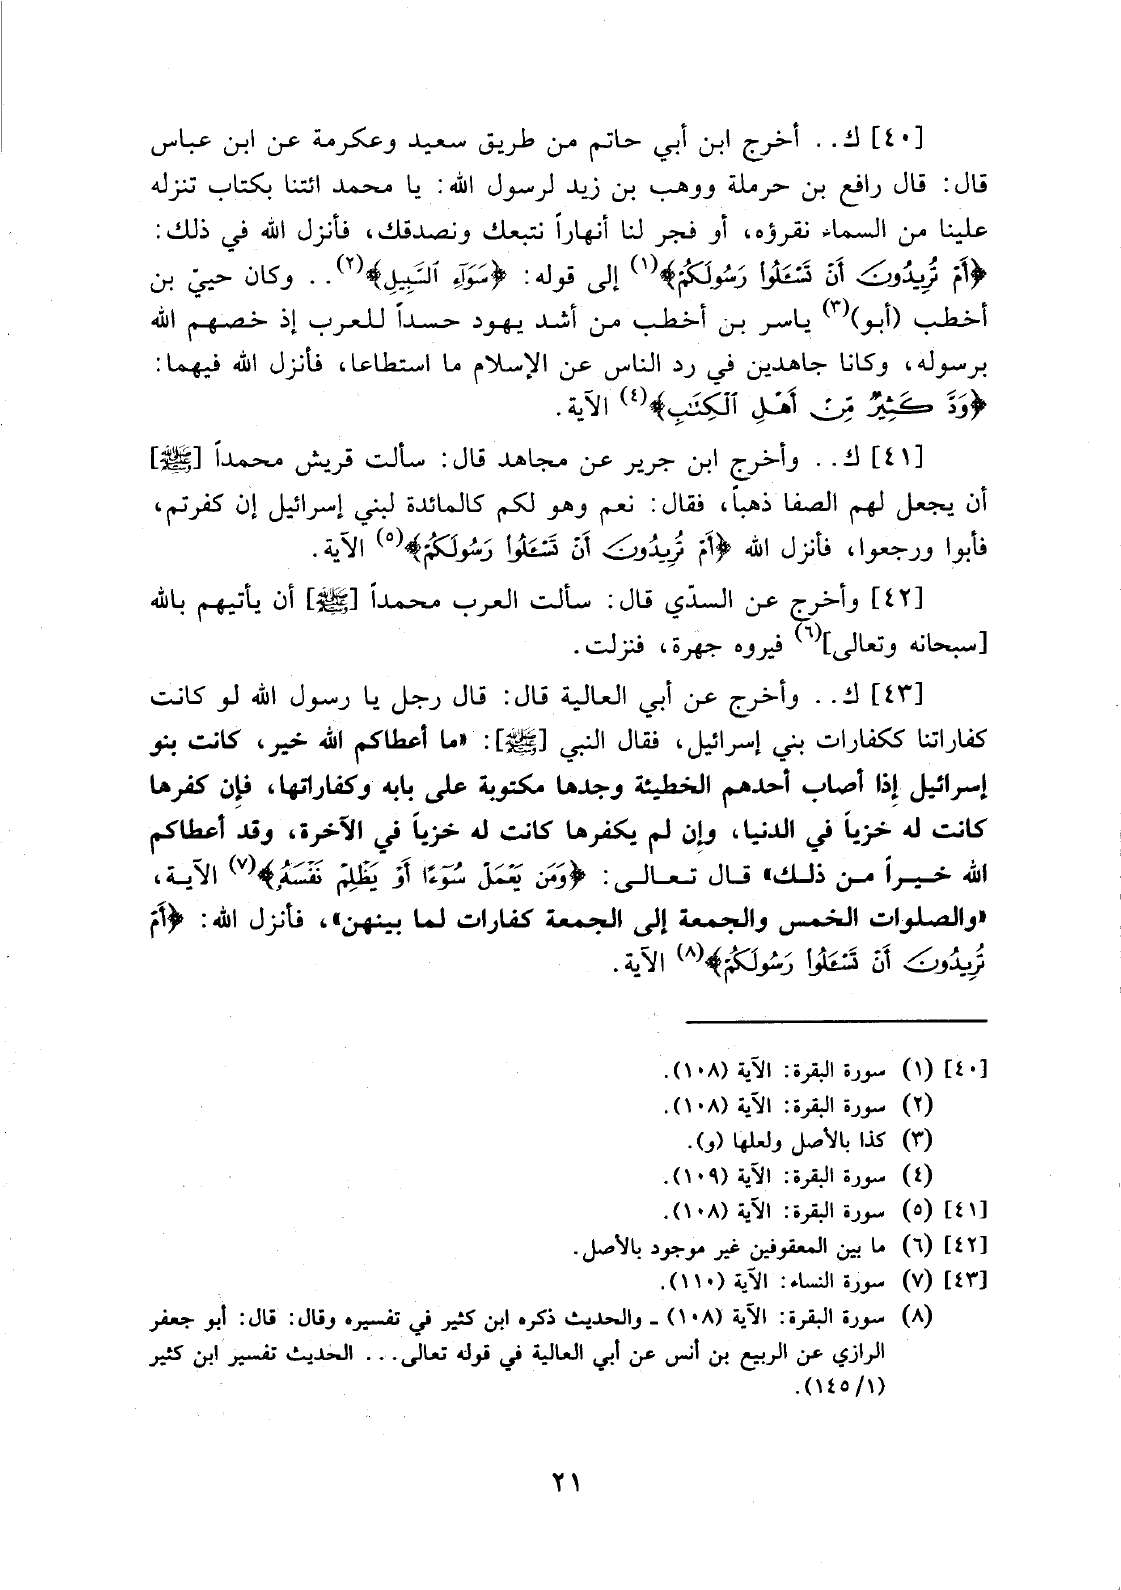 [٤٠] ك.. أخرج ابن أبي حاتم من طريق سعيد وعكرمة عن ابن عباس
قال: قال رافع بن حرملة ووهب بن زيد لرسول الله: يا محمد ائتنا بكتاب تنزله
علينا من السماء نقرؤه، أو فجر لنا أنهاراً نتبعك ونصدقك، فأنزل الله في ذلك:
﴿أَمْ تُرِيدُونَ أَن تَسْـَٔلُوا۟ رَسُولَكُمْ﴾(١) إلى قوله: ﴿سَوَآءَ ٱلسَّبِيلِ﴾(٢).. وكان حييّ بن
أخطب (أبو)(٣) ياسر بن أخطب من أشد يهود حسداً للعرب إذ خصهم الله
برسوله، وكانا جاهدين في رد الناس عن الإسلام ما استطاعا، فأنزل الله فيهما:
﴿وَدَّ كَثِيرٌ مِّنْ أَهْلِ ٱلْكِتَٰبِ﴾(٤) الآية.
[٤١] ك.. وأخرج ابن جرير عن مجاهد قال: سألت قريش محمداً [ﷺ]
أن يجعل لهم الصفا ذهباً، فقال: نعم وهو لكم كالمائدة لبني إسرائيل إن كفرتم،
فأبوا ورجعوا، فأنزل الله ﴿أَمْ تُرِيدُونَ أَن تَسْـَٔلُوا۟ رَسُولَكُمْ﴾(٥) الآية.
[٤٢] وأخرج عن السدّي قال: سألت العرب محمداً [ﷺ] أن يأتيهم بالله
[سبحانه وتعالى](٦) فيروه جهرة، فنزلت.
[٤٣] ك.. وأخرج عن أبي العالية قال: قال رجل يا رسول الله لو كانت
كفاراتنا ككفارات بني إسرائيل، فقال النبي [ﷺ]: «ما أعطاكم الله خير، كانت بنو
إسرائيل إذا أصاب أحدهم الخطيئة وجدها مكتوبة على بابه وكفاراتها، فإن كفرها
كانت له خزياً في الدنيا، وإن لم يكفرها كانت له خزياً في الآخرة، وقد أعطاكم
الله خيراً من ذلك» قال تعالى: ﴿وَمَن يَعْمَلْ سُوٓءًا أَوْ يَظْلِمْ نَفْسَهُۥ﴾(٧) الآية،
«والصلوات الخمس والجمعة إلى الجمعة كفارات لما بينهن»، فأنزل الله: ﴿أَمْ
تُرِيدُونَ أَن تَسْـَٔلُوا۟ رَسُولَكُمْ﴾(٨) الآية.
[٤٠] (١) سورة البقرة: الآية (١٠٨).
(٢) سورة البقرة: الآية (١٠٨).
(٣) كذا بالأصل ولعلها (و).
(٤) سورة البقرة: الآية (١٠٩).
[٤١] (٥) سورة البقرة: الآية (١٠٨).
[٤٢] (٦) ما بين المعقوفين غير موجود بالأصل.
[٤٣] (٧) سورة النساء: الآية (١١٠).
(٨) سورة البقرة: الآية (١٠٨) ـ والحديث ذكره ابن كثير في تفسيره وقال: قال: أبو جعفر
الرازي عن الربيع بن أنس عن أبي العالية في قوله تعالى... الحديث تفسير ابن كثير
(١/١٤٥).
٢١